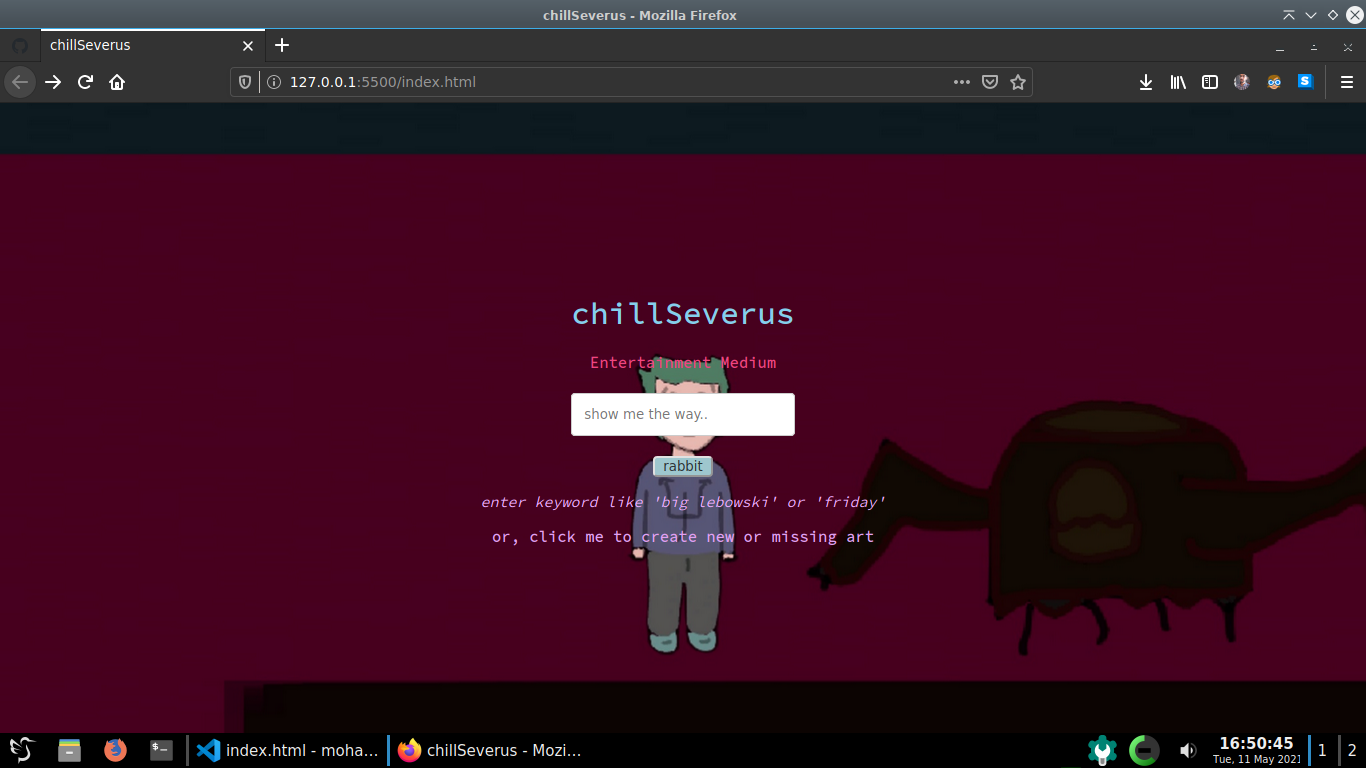 chillSeverus - Mozilla Firefox
chillSeverus
127.0.0.1:5500/index.html
S
chillSeverus
Entertainment Medium
show me the way..
rabbit
enter keyword like 'big lebowski' or 'friday'
or, click me to create new or missing art
index.html - moha...
chillSeverus - Mozi...
16:50:45
Tue, 11 May 2021
1
2